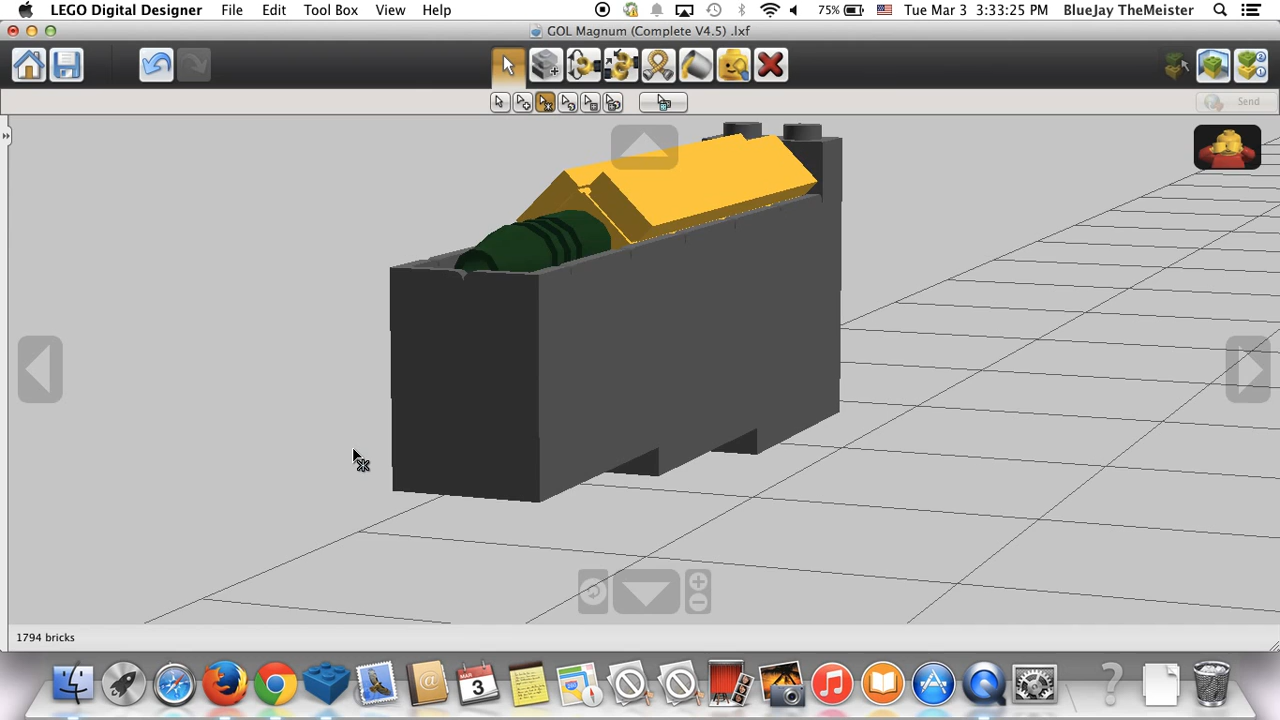 LEGO Digital Designer File Edit Tool Box View Help 75% Tue Mar 3 3:33:25 PM BlueJay TheMeister
GOL Magnum (Complete V4.5) .lxf
Send
1794 bricks
MAR
3